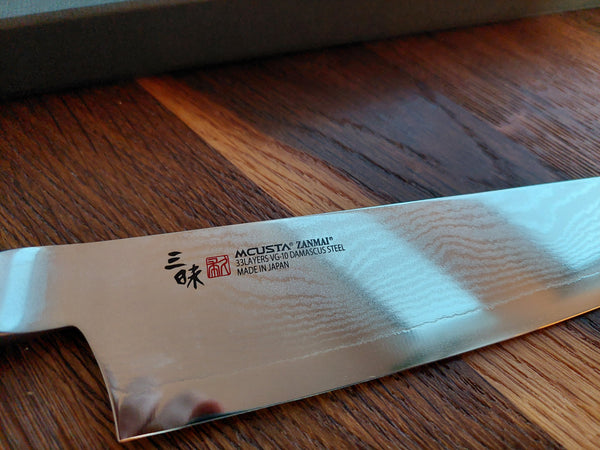 三昧
MCUSTA® ZANMAI®
33LAYERS VG-10 DAMASCUS STEEL
MADE IN JAPAN